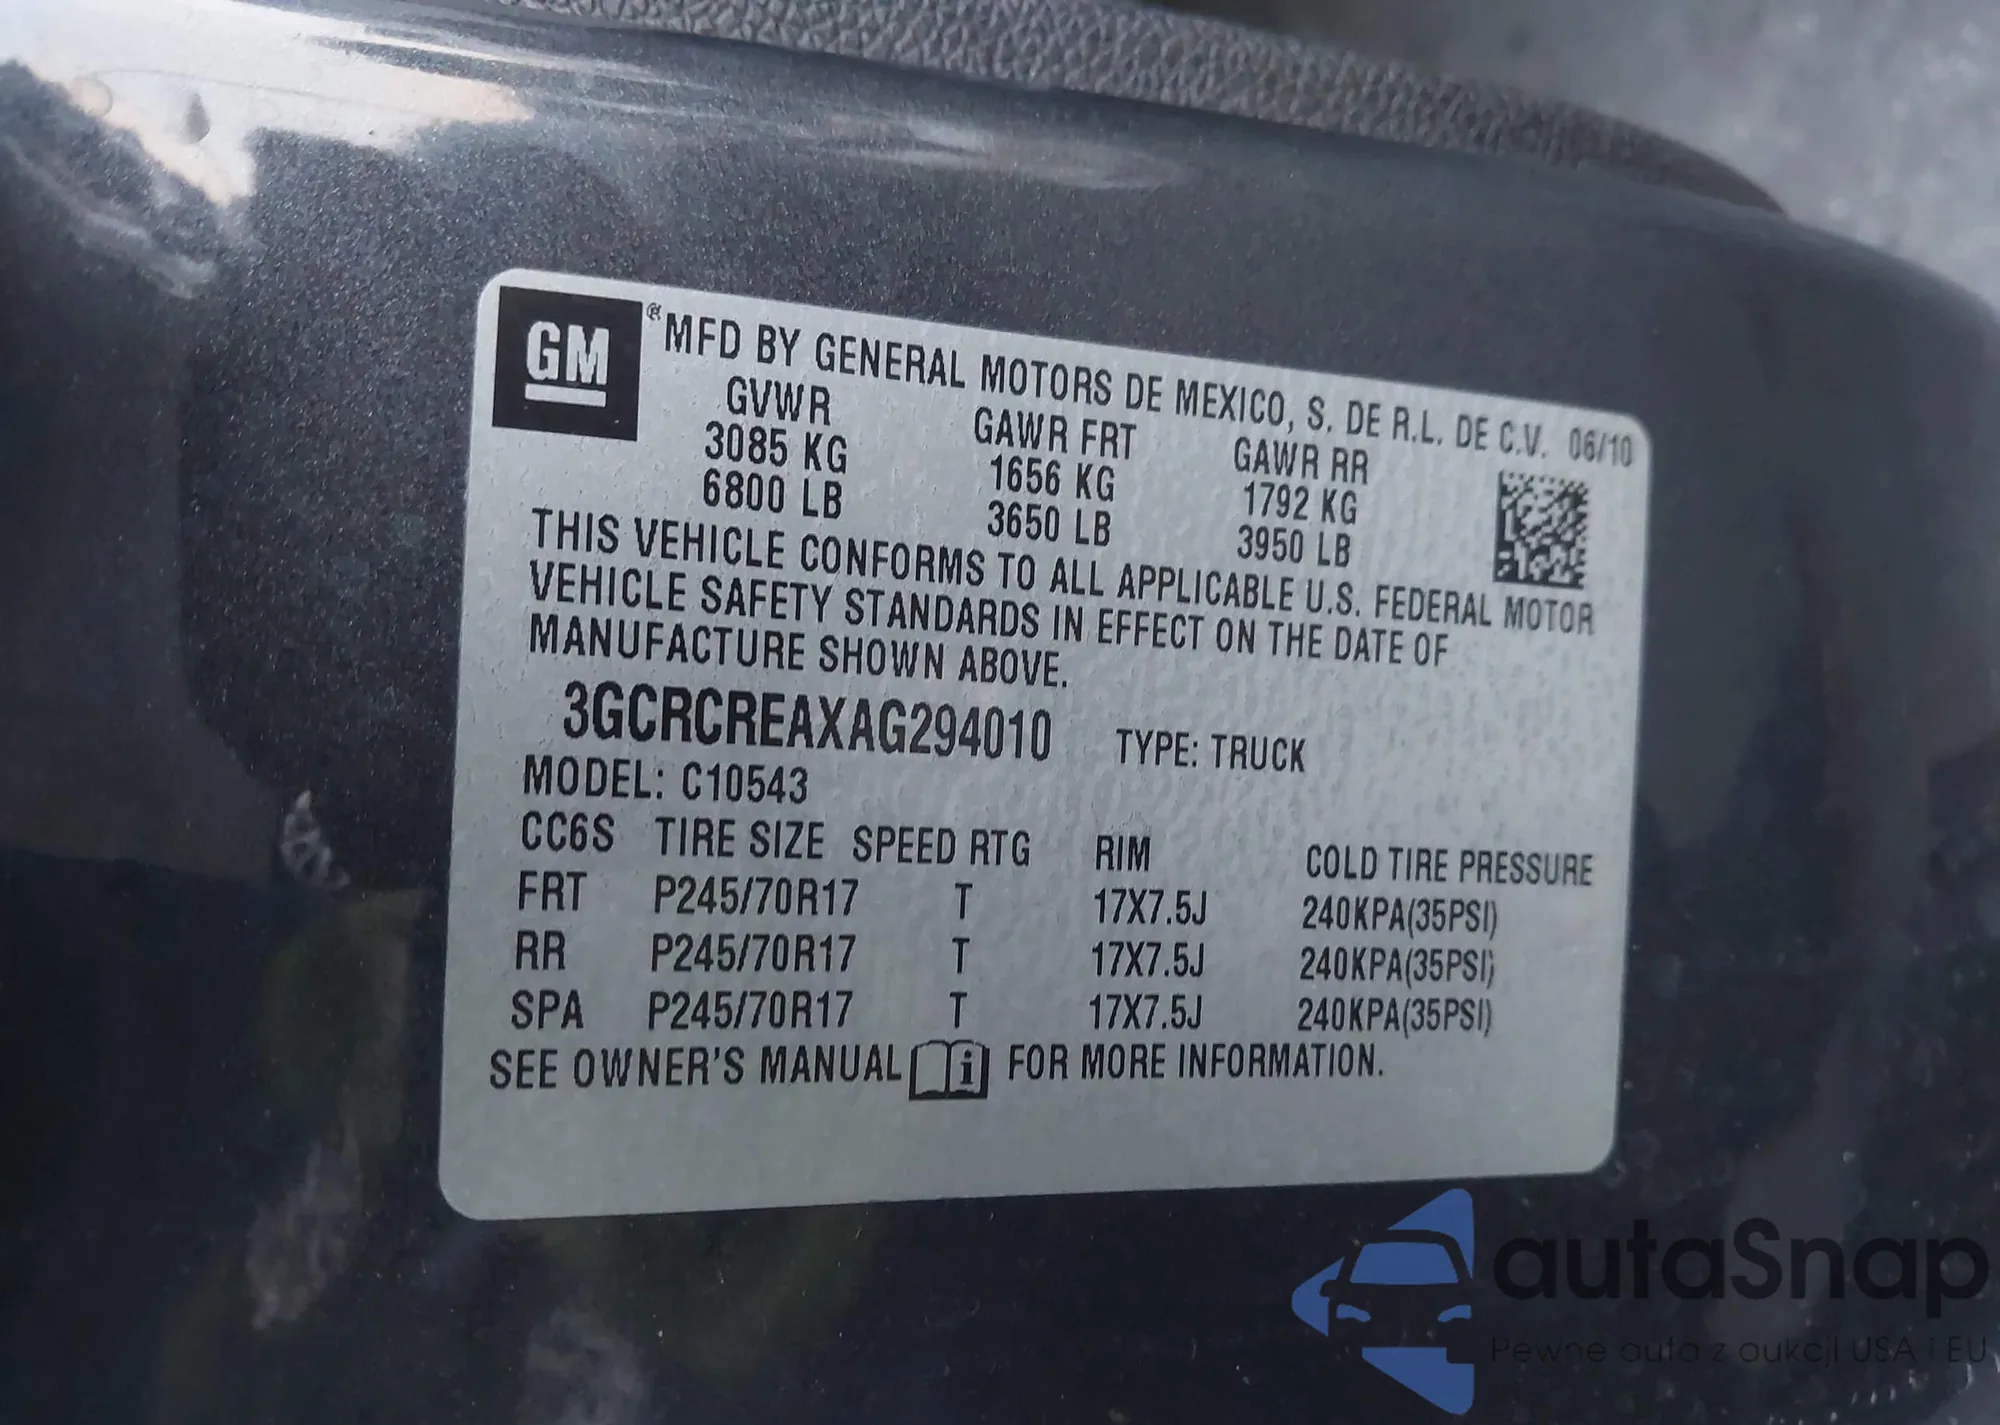 GM ® MFD BY GENERAL MOTORS DE MEXICO, S. DE R.L. DE C.V. 06/10
GVWR GAWR FRT GAWR RR
3085 KG 1656 KG 1792 KG
6800 LB 3650 LB 3950 LB
THIS VEHICLE CONFORMS TO ALL APPLICABLE U.S. FEDERAL MOTOR
VEHICLE SAFETY STANDARDS IN EFFECT ON THE DATE OF
MANUFACTURE SHOWN ABOVE.
3GCRCREAXAG294010 TYPE: TRUCK
MODEL: C10543
CC6S TIRE SIZE SPEED RTG RIM COLD TIRE PRESSURE
FRT P245/70R17 T 17X7.5J 240KPA(35PSI)
RR P245/70R17 T 17X7.5J 240KPA(35PSI)
SPA P245/70R17 T 17X7.5J 240KPA(35PSI)
SEE OWNER'S MANUAL i FOR MORE INFORMATION.
autaSnap
Pewne auta z aukcji USA i EU